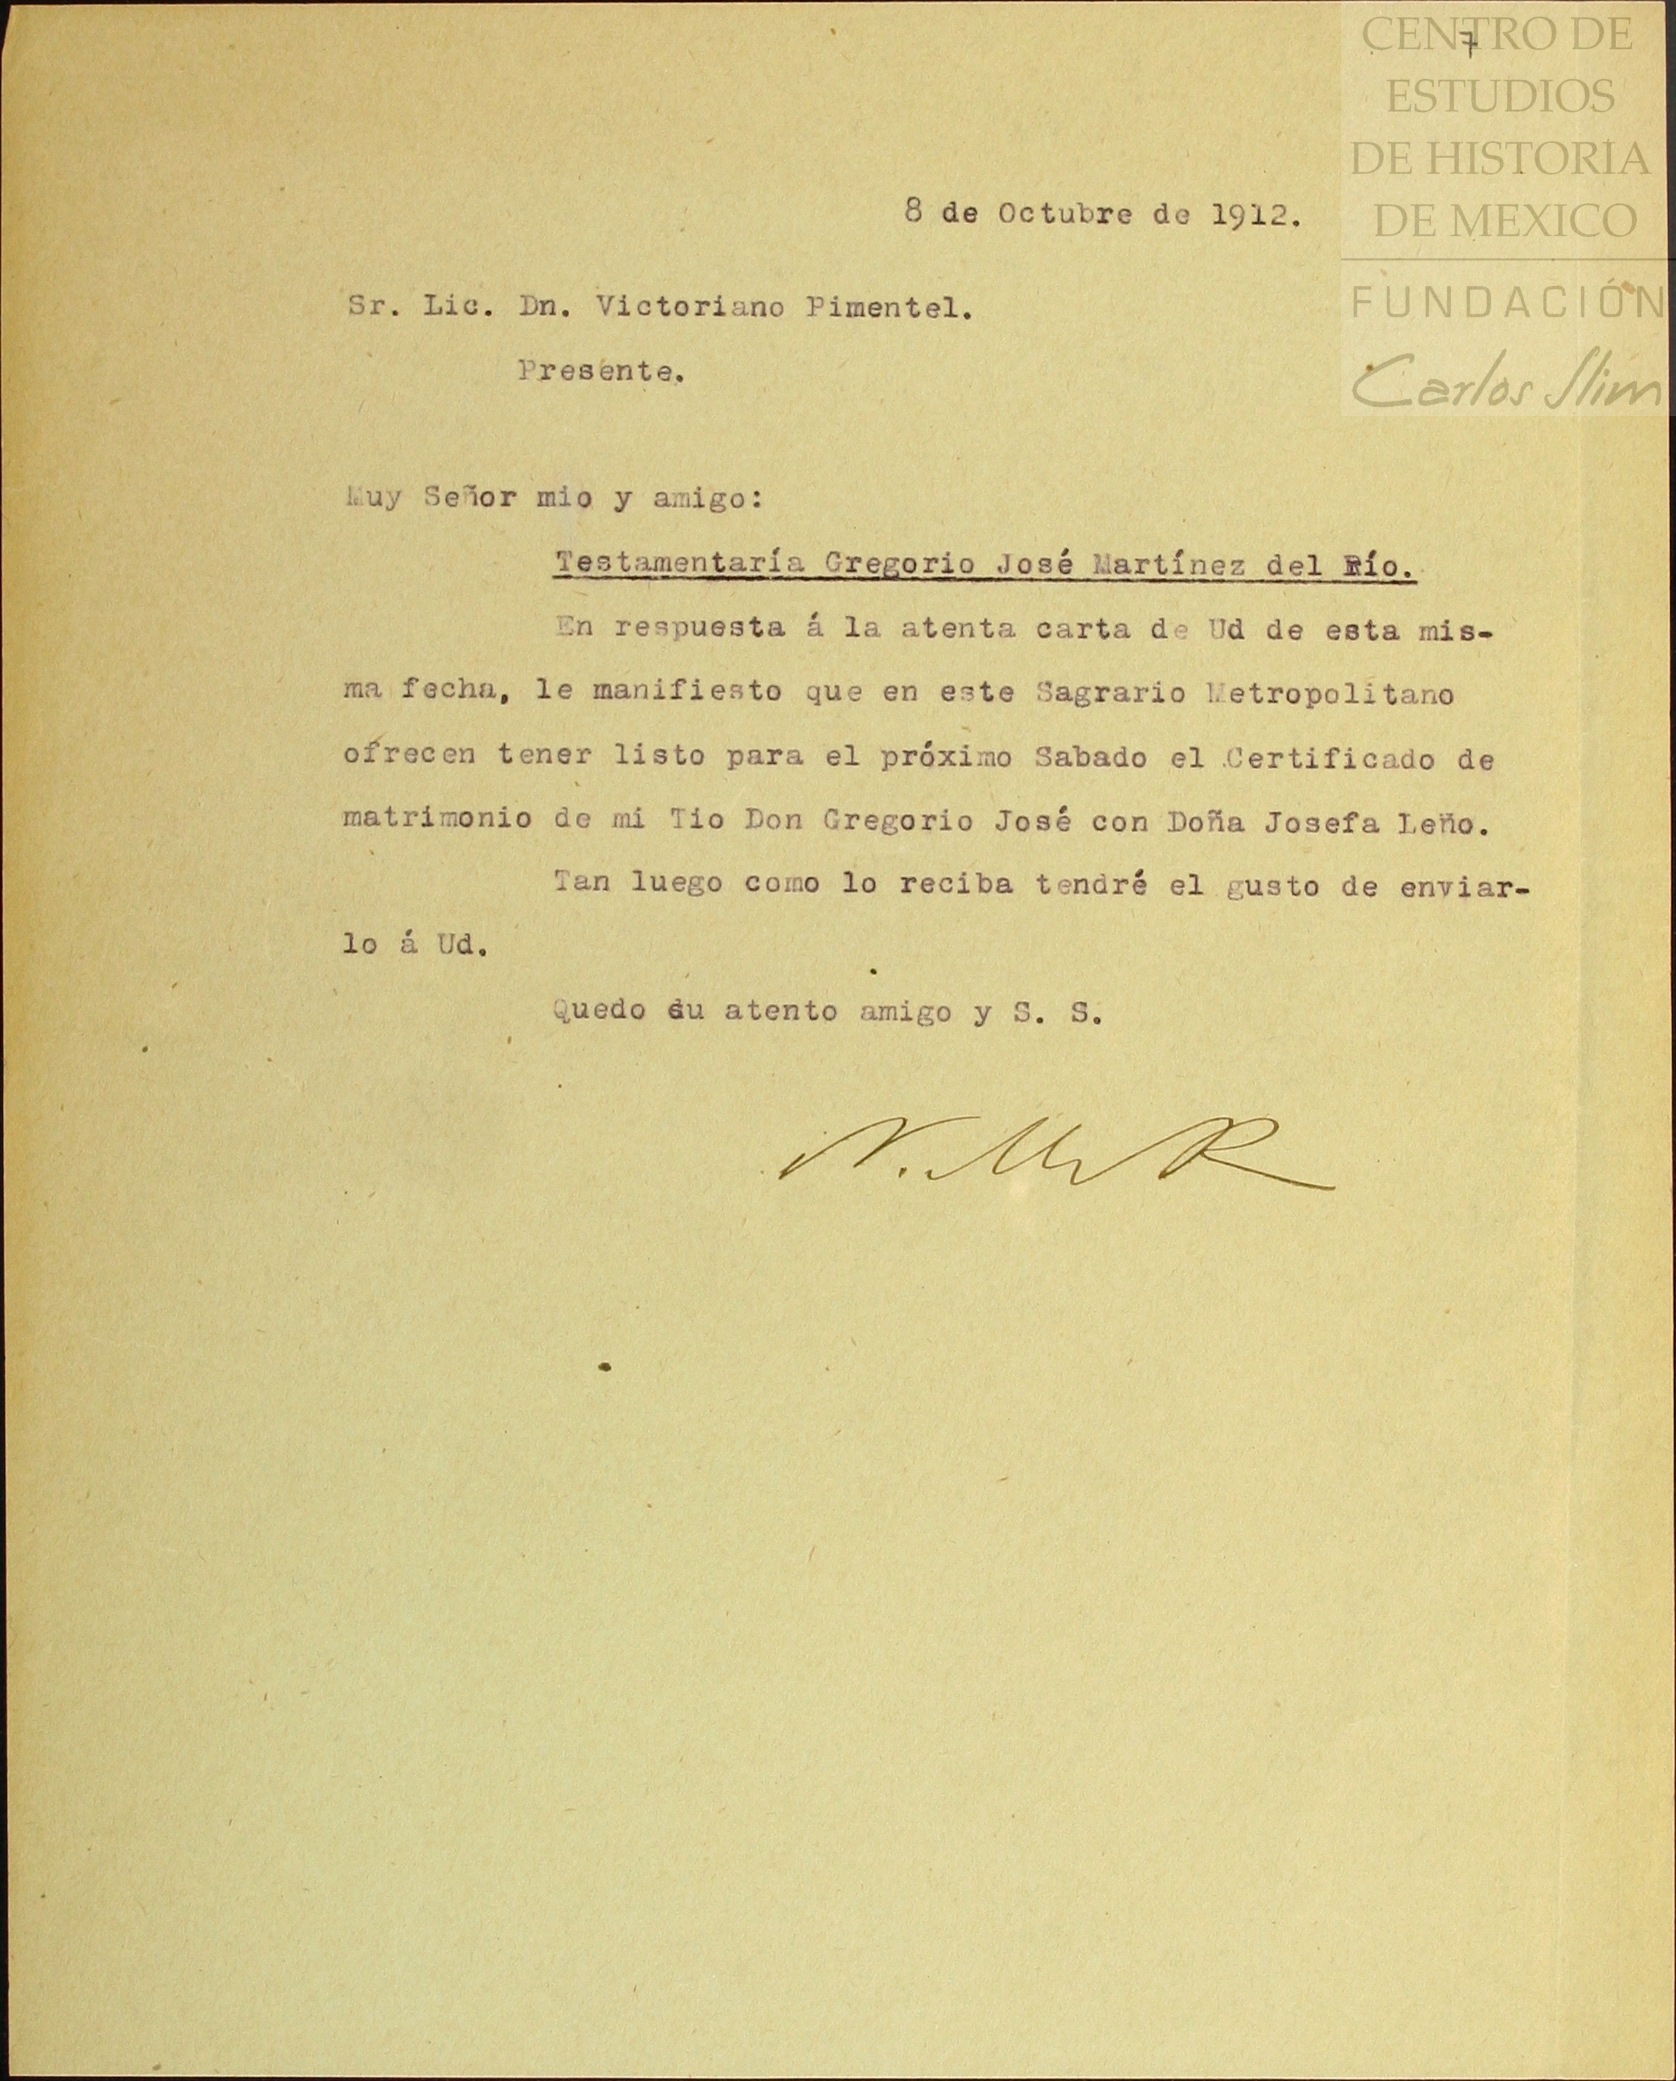 CENTRO DE
ESTUDIOS
DE HISTORIA
DE MEXICO
FUNDACIÓN
Carlos Slim
7
8 de Octubre de 1912.
Sr. Lic. Dn. Victoriano Pimentel.
Presente.
Muy Señor mio y amigo:
Testamentaría Gregorio José Martínez del Río.
En respuesta á la atenta carta de Ud de esta mis-
ma fecha, le manifiesto que en este Sagrario Metropolitano
ofrecen tener listo para el próximo Sabado el Certificado de
matrimonio de mi Tio Don Gregorio José con Doña Josefa Leño.
Tan luego como lo reciba tendré el gusto de enviar-
lo á Ud.
Quedo su atento amigo y S. S.
N. M R